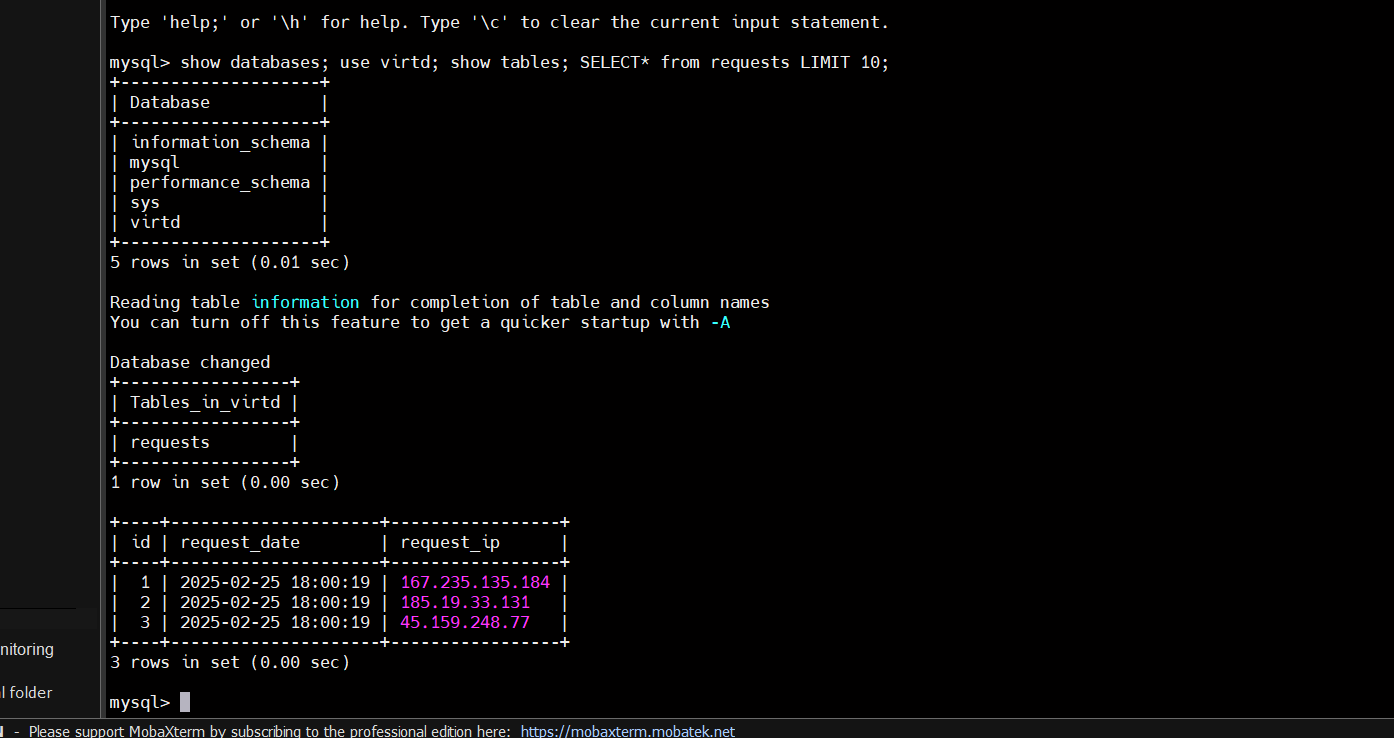 Type 'help;' or '\h' for help. Type '\c' to clear the current input statement.
mysql> show databases; use virtd; show tables; SELECT* from requests LIMIT 10;
+--------------------+
| Database           |
+--------------------+
| information_schema |
| mysql              |
| performance_schema |
| sys                |
| virtd              |
+--------------------+
5 rows in set (0.01 sec)
Reading table information for completion of table and column names
You can turn off this feature to get a quicker startup with -A
Database changed
+-----------------+
| Tables_in_virtd |
+-----------------+
| requests        |
+-----------------+
1 row in set (0.00 sec)
+----+---------------------+-----------------+
| id | request_date        | request_ip      |
+----+---------------------+-----------------+
|  1 | 2025-02-25 18:00:19 | 167.235.135.184 |
|  2 | 2025-02-25 18:00:19 | 185.19.33.131   |
|  3 | 2025-02-25 18:00:19 | 45.159.248.77   |
+----+---------------------+-----------------+
3 rows in set (0.00 sec)
mysql>
nitoring
l folder
- Please support MobaXterm by subscribing to the professional edition here: https://mobaxterm.mobatek.net